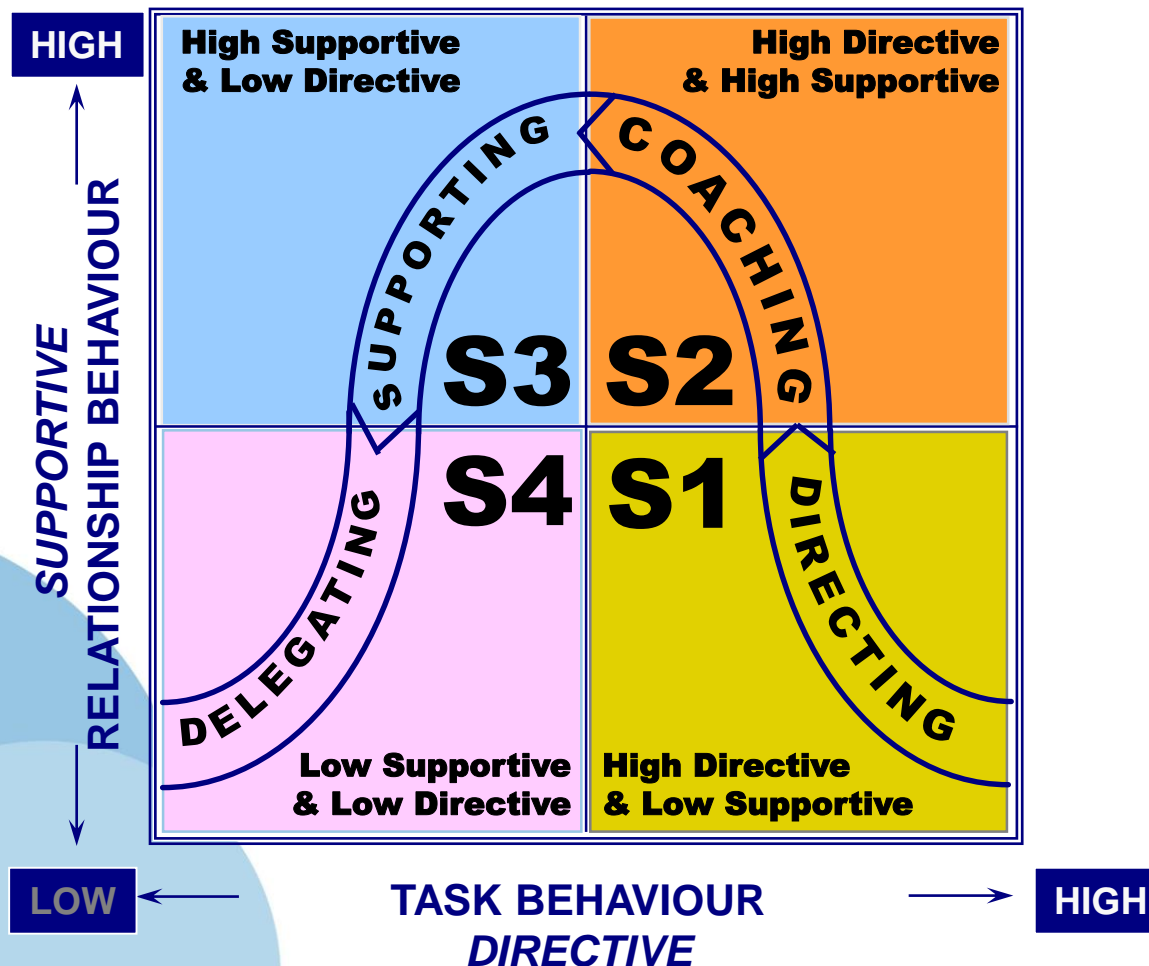 HIGH
High Supportive
& Low Directive
High Directive
& High Supportive
SUPPORTING
COACHING
SUPPORTIVE
RELATIONSHIP BEHAVIOUR
S3
S2
S4
S1
DELEGATING
DIRECTING
Low Supportive
& Low Directive
High Directive
& Low Supportive
LOW
TASK BEHAVIOUR
DIRECTIVE
HIGH